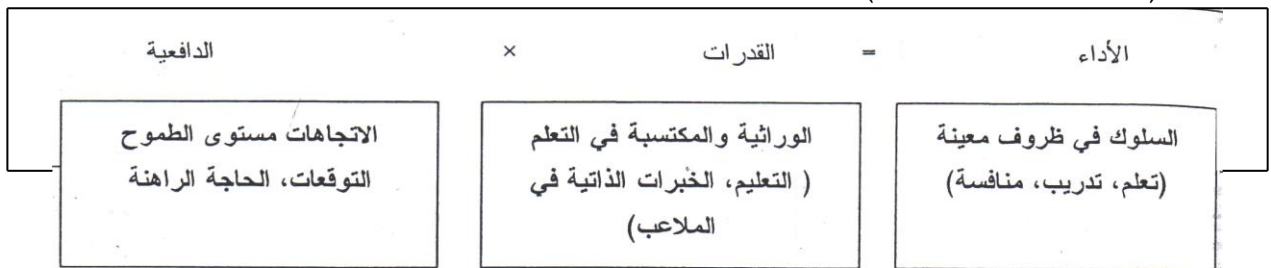 الأداء = القدرات × الدافعية
السلوك في ظروف معينة
(تعلم، تدريب، منافسة)
الوراثية والمكتسبة في التعلم
( التعليم، الخبرات الذاتية في
الملاعب)
الاتجاهات مستوى الطموح
التوقعات، الحاجة الراهنة